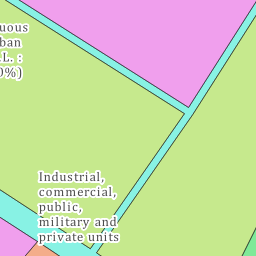 uous
ban
.L. :
0%)
Industrial,
commercial,
public,
military and
private units